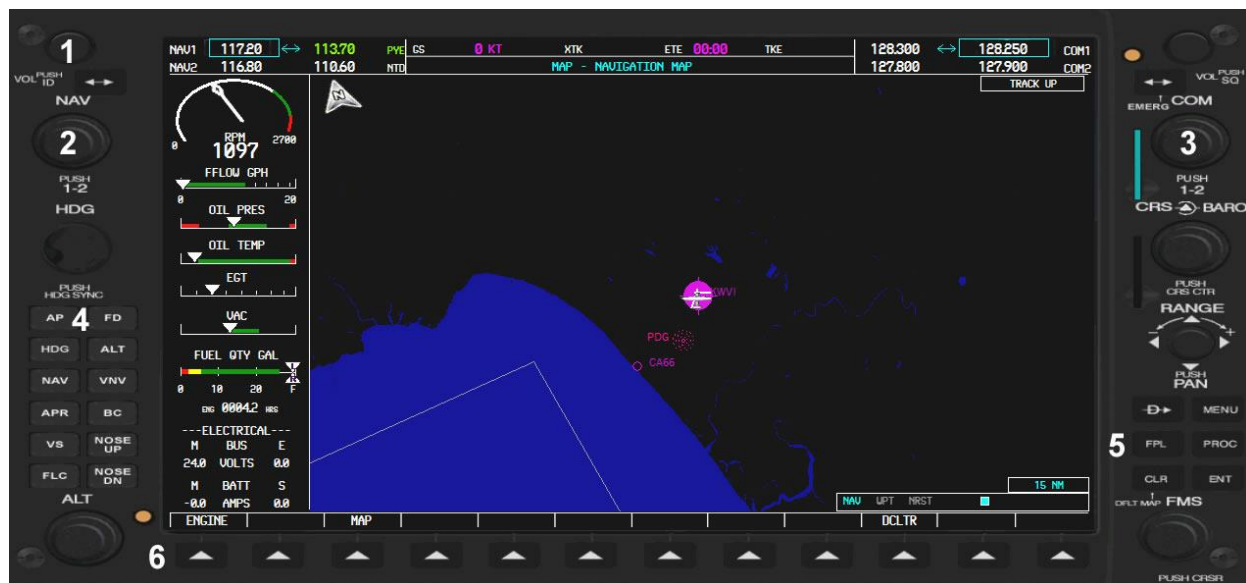 1
VOL PUSH ID
NAV
2
PUSH
1-2
HDG
PUSH
HDG SYNC
AP 4 FD
HDG ALT
NAV VNV
APR BC
VS NOSE UP
FLC NOSE DN
ALT
6
NAV1 117.20 ↔ 113.70 PYE
NAV2 116.80 110.60 NTD
GS 0 KT XTK ETE 00:00 TKE
MAP - NAVIGATION MAP
128.300 ↔ 128.250 COM1
127.800 127.900 COM2
TRACK UP
N
RPM
0 1097 2700
FFLOW GPH
0 20
OIL PRES
OIL TEMP
EGT
VAC
FUEL QTY GAL
L
R
0 10 20 F
ENG 0004.2 HRS
---ELECTRICAL---
M BUS E
24.0 VOLTS 0.0
M BATT S
-0.0 AMPS 0.0
KWVI
PDG
CA66
15 NM
NAV WPT NRST
ENGINE MAP DCLTR
VOL PUSH SQ
EMERG COM
3
PUSH
1-2
CRS BARO
PUSH
CRS CTR
RANGE
- +
PUSH
PAN
D MENU
5 FPL PROC
CLR ENT
DFLT MAP FMS
PUSH CRSR